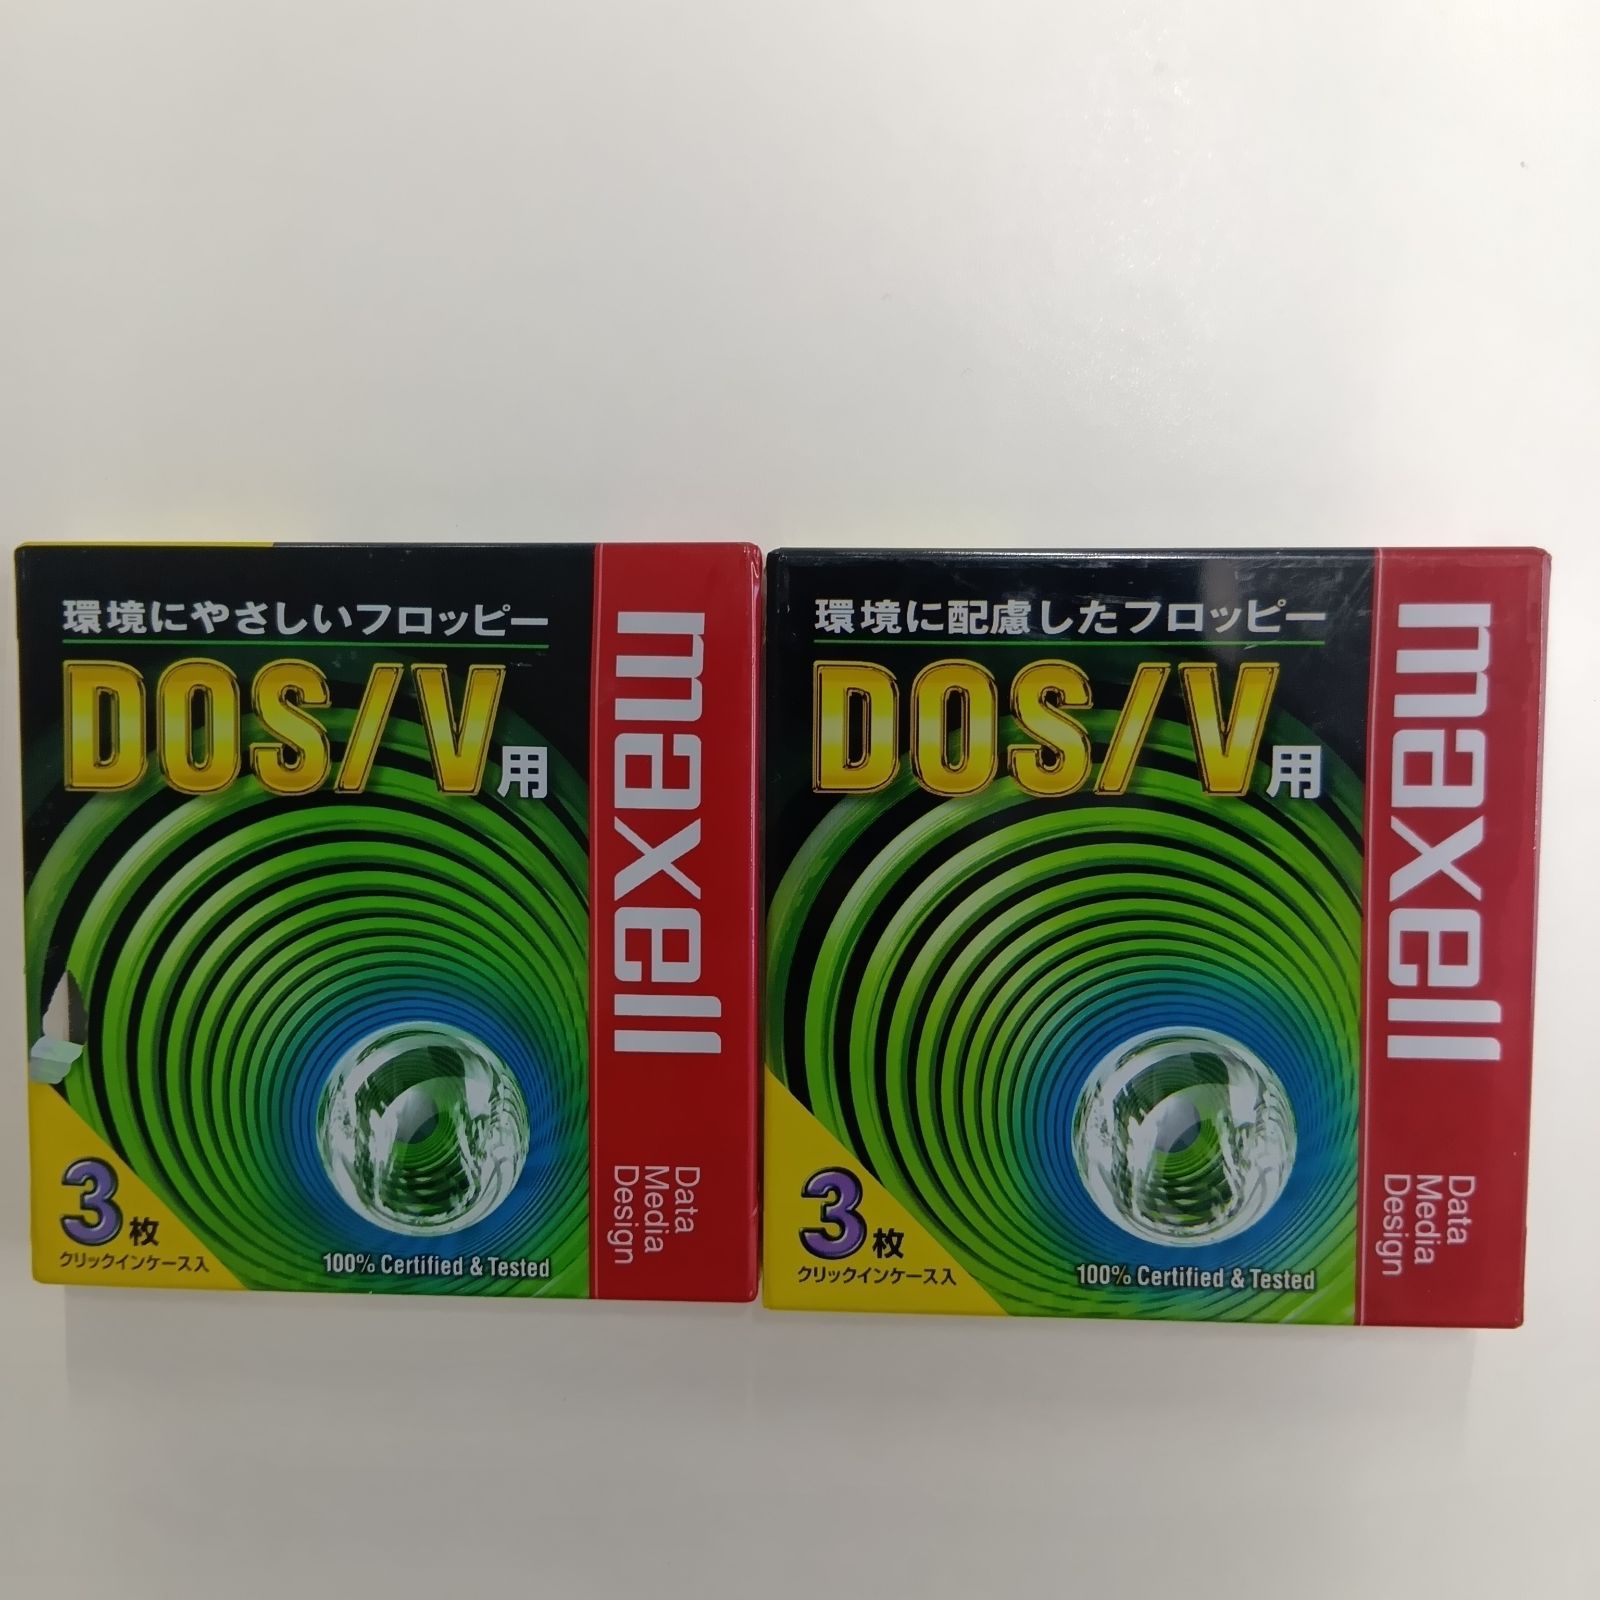 環境にやさしいフロッピー
DOS/V用
maxell
Data
Media
Design
3枚
クリックインケース入
100% Certified & Tested
環境に配慮したフロッピー
DOS/V用
maxell
Data
Media
Design
3枚
クリックインケース入
100% Certified & Tested